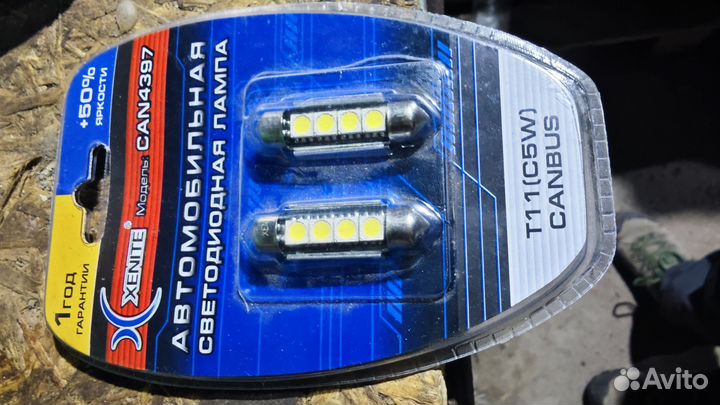 +50%
ЯРКОСТИ
XENITE®
Модель: CAN4397
АВТОМОБИЛЬНАЯ
СВЕТОДИОДНАЯ ЛАМПА
1 ГОД
ГАРАНТИИ
T11(C5W)
CANBUS
Avito